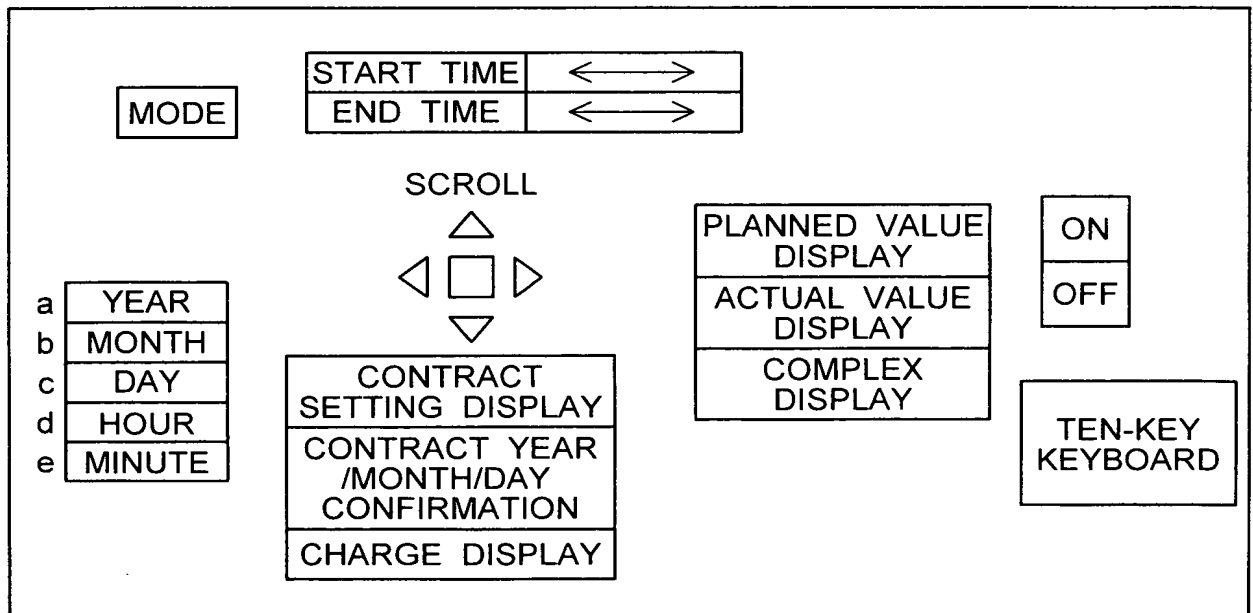 MODE
START TIME
END TIME
SCROLL
a YEAR
b MONTH
c DAY
d HOUR
e MINUTE
CONTRACT
SETTING DISPLAY
CONTRACT YEAR
/MONTH/DAY
CONFIRMATION
CHARGE DISPLAY
PLANNED VALUE
DISPLAY
ACTUAL VALUE
DISPLAY
COMPLEX
DISPLAY
ON
OFF
TEN-KEY
KEYBOARD